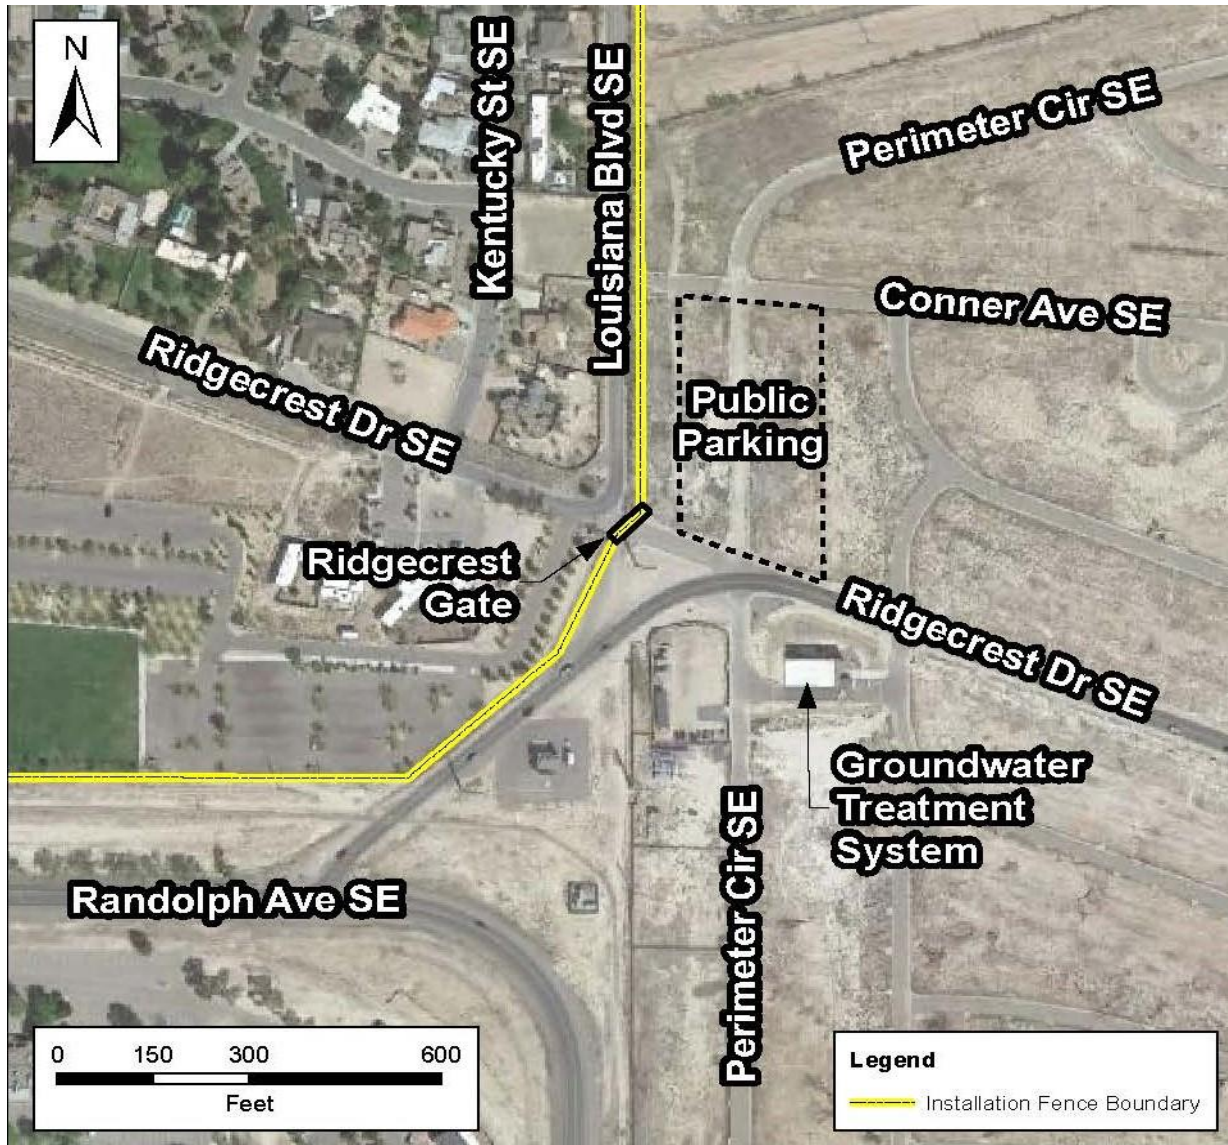 N
Kentucky St SE
Louisiana Blvd SE
Perimeter Cir SE
Conner Ave SE
Ridgecrest Dr SE
Public
Parking
Ridgecrest
Gate
Ridgecrest Dr SE
Groundwater
Treatment
System
Perimeter Cir SE
Randolph Ave SE
0 150 300 600
Feet
Legend
Installation Fence Boundary